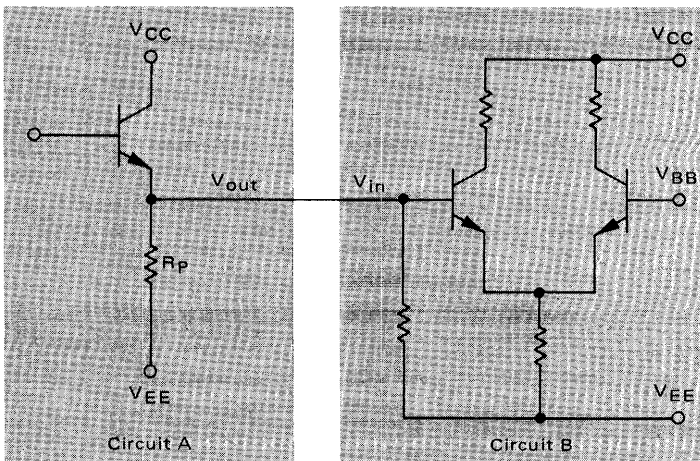 VCC
Vout
RP
VEE
Circuit A
VCC
Vin
VBB
VEE
Circuit B